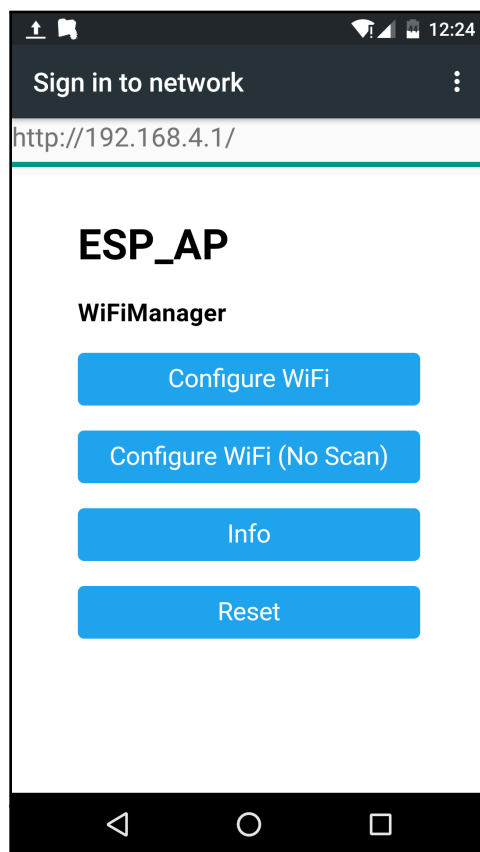 44 12:24
Sign in to network
http://192.168.4.1/
ESP_AP
WiFiManager
Configure WiFi
Configure WiFi (No Scan)
Info
Reset